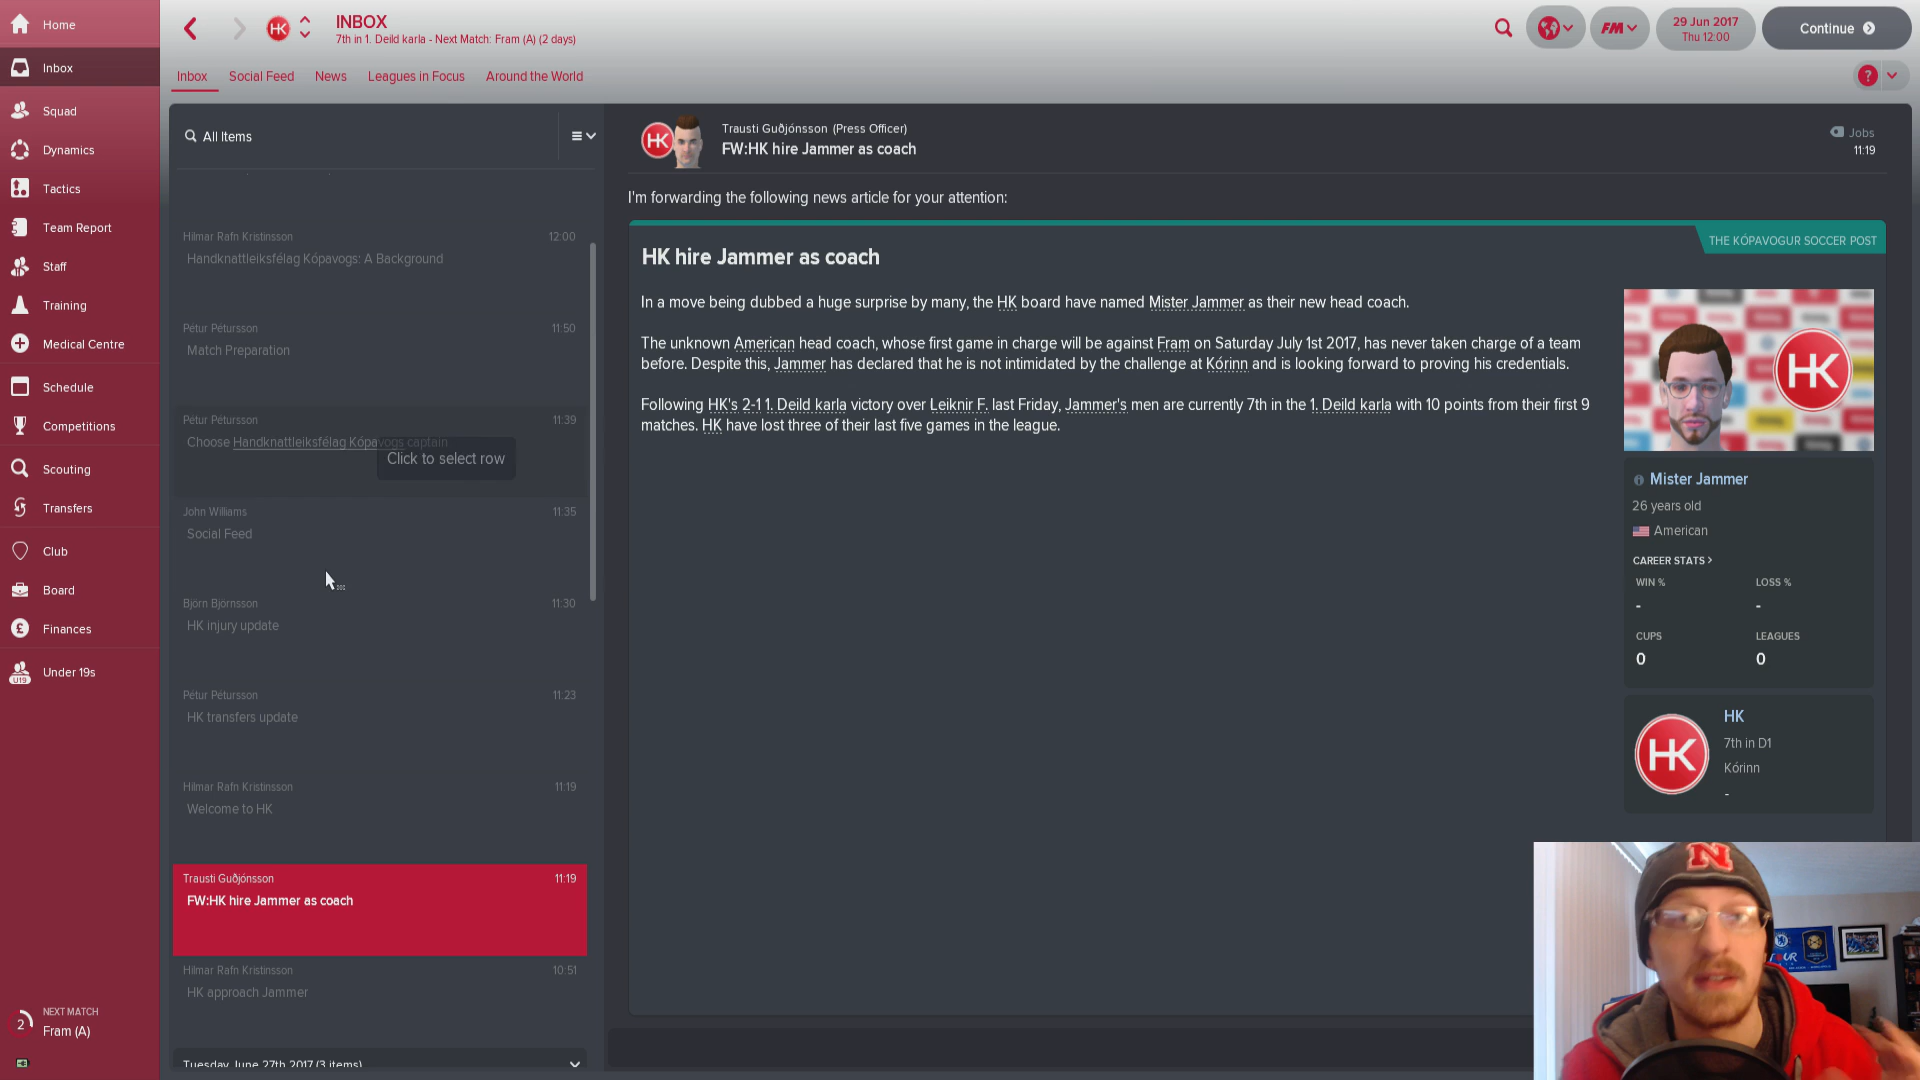 Home
Inbox
Squad
Dynamics
Tactics
Team Report
Staff
Training
Medical Centre
Schedule
Competitions
Scouting
Transfers
Club
Board
Finances
U19
Under 19s
2
NEXT MATCH
Fram (A)
HK
INBOX
7th in 1. Deild karla - Next Match: Fram (A) (2 days)
FM
29 Jun 2017
Thu 12:00
Continue
Inbox
Social Feed
News
Leagues in Focus
Around the World
?
All Items
Hilmar Rafn Kristinsson
12:00
Handknattleiksfélag Kópavogs: A Background
Pétur Pétursson
11:50
Match Preparation
Pétur Pétursson
11:39
Choose Handknattleiksfélag Kópavogs captain
Click to select row
John Williams
11:35
Social Feed
Björn Björnsson
11:30
HK injury update
Pétur Pétursson
11:23
HK transfers update
Hilmar Rafn Kristinsson
11:19
Welcome to HK
Trausti Guðjónsson
11:19
FW:HK hire Jammer as coach
Hilmar Rafn Kristinsson
10:51
HK approach Jammer
Tuesday June 27th 2017 (3 items)
HK
Trausti Guðjónsson (Press Officer)
FW:HK hire Jammer as coach
Jobs
11:19
I'm forwarding the following news article for your attention:
THE KÓPAVOGUR SOCCER POST
HK hire Jammer as coach
In a move being dubbed a huge surprise by many, the HK board have named Mister Jammer as their new head coach.
The unknown American head coach, whose first game in charge will be against Fram on Saturday July 1st 2017, has never taken charge of a team
before. Despite this, Jammer has declared that he is not intimidated by the challenge at Kórinn and is looking forward to proving his credentials.
Following HK's 2-1 1. Deild karla victory over Leiknir F. last Friday, Jammer's men are currently 7th in the 1. Deild karla with 10 points from their first 9
matches. HK have lost three of their last five games in the league.
HK
Mister Jammer
26 years old
American
CAREER STATS >
WIN %
LOSS %
-
-
CUPS
LEAGUES
0
0
HK
HK
7th in D1
Kórinn
-
N